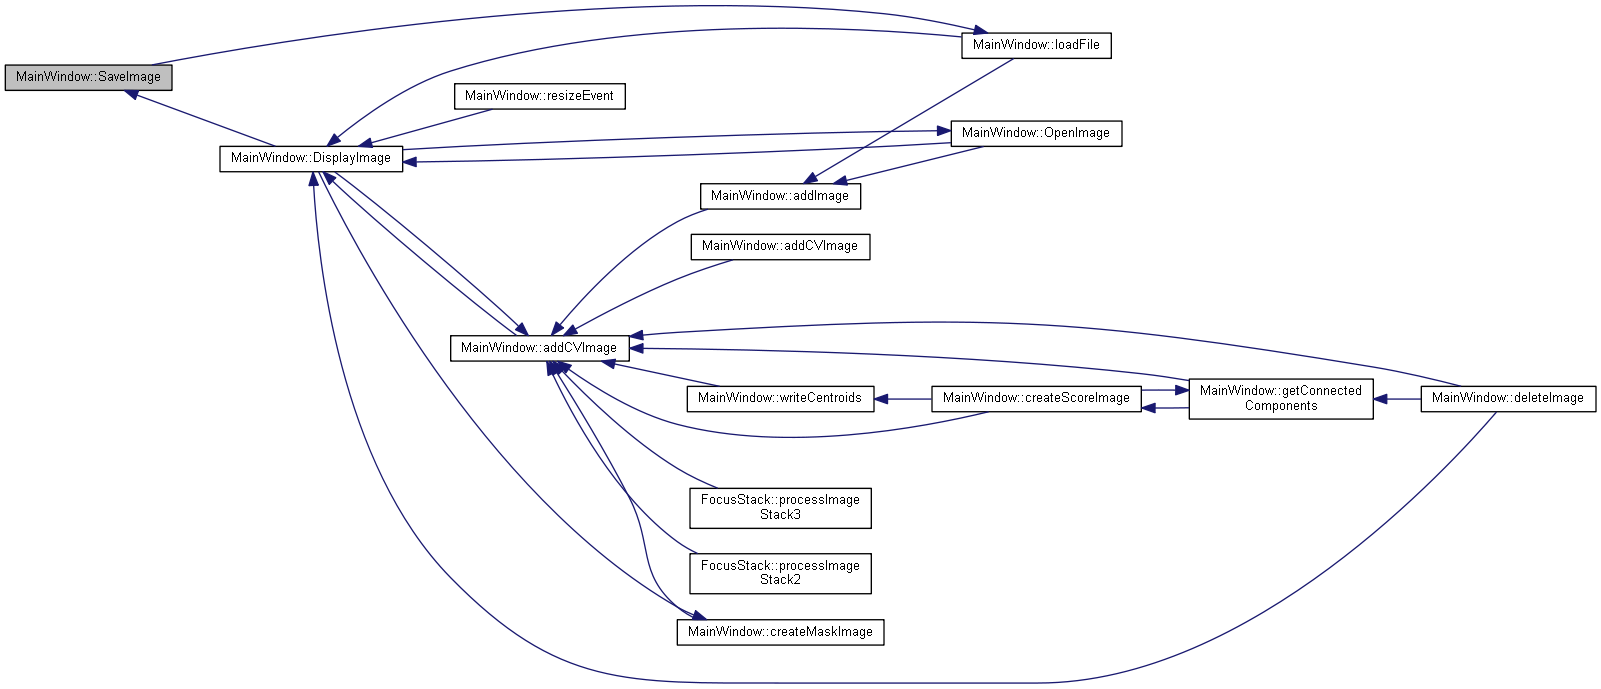 MainWindow::loadFile
MainWindow::SaveImage
MainWindow::resizeEvent
MainWindow::OpenImage
MainWindow::DisplayImage
MainWindow::addImage
MainWindow::addCVImage
MainWindow::addCVImage
MainWindow::writeCentroids
MainWindow::createScoreImage
MainWindow::getConnected
Components
MainWindow::deleteImage
FocusStack::processImage
Stack3
FocusStack::processImage
Stack2
MainWindow::createMaskImage